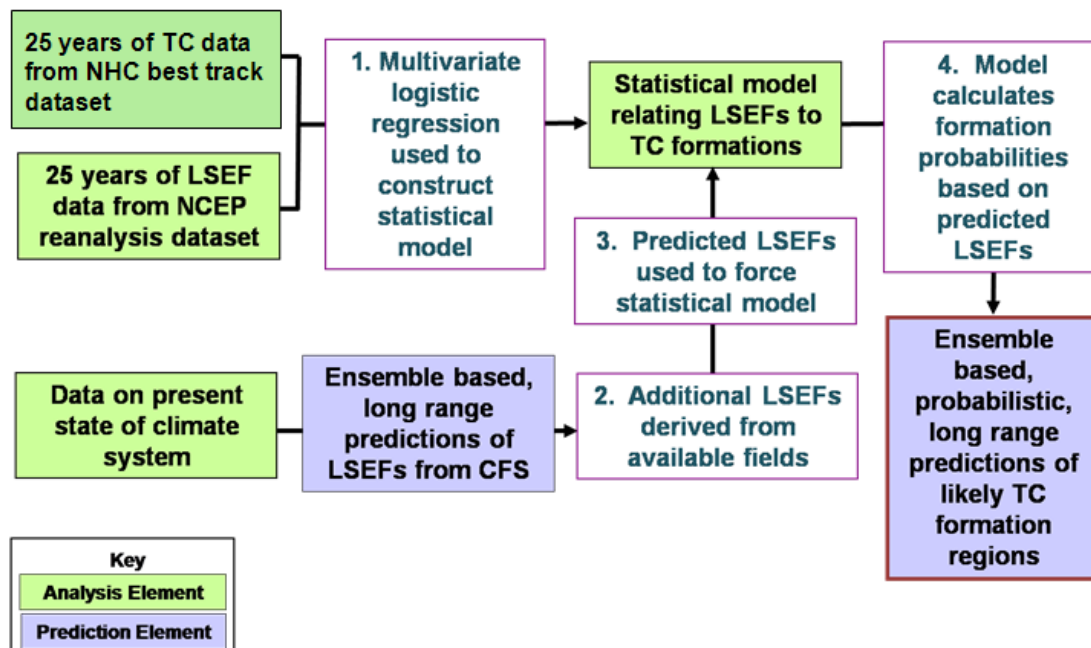 25 years of TC data
from NHC best track
dataset
25 years of LSEF
data from NCEP
reanalysis dataset
1. Multivariate
logistic
regression
used to
construct
statistical
model
Statistical model
relating LSEFs to
TC formations
4. Model
calculates
formation
probabilities
based on
predicted
LSEFs
3. Predicted LSEFs
used to force
statistical model
Data on present
state of climate
system
Ensemble based,
long range
predictions of
LSEFs from CFS
2. Additional LSEFs
derived from
available fields
Ensemble
based,
probabilistic,
long range
predictions of
likely TC
formation
regions
Key
Analysis Element
Prediction Element